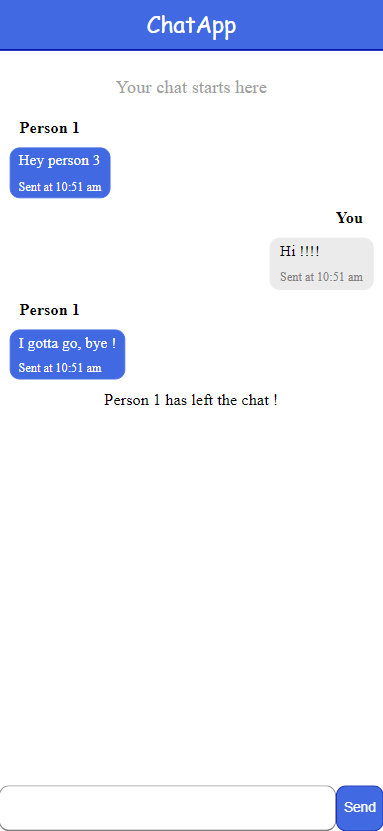 ChatApp
Your chat starts here
Person 1
Hey person 3
Sent at 10:51 am
You
Hi !!!!
Sent at 10:51 am
Person 1
I gotta go, bye !
Sent at 10:51 am
Person 1 has left the chat !
Send